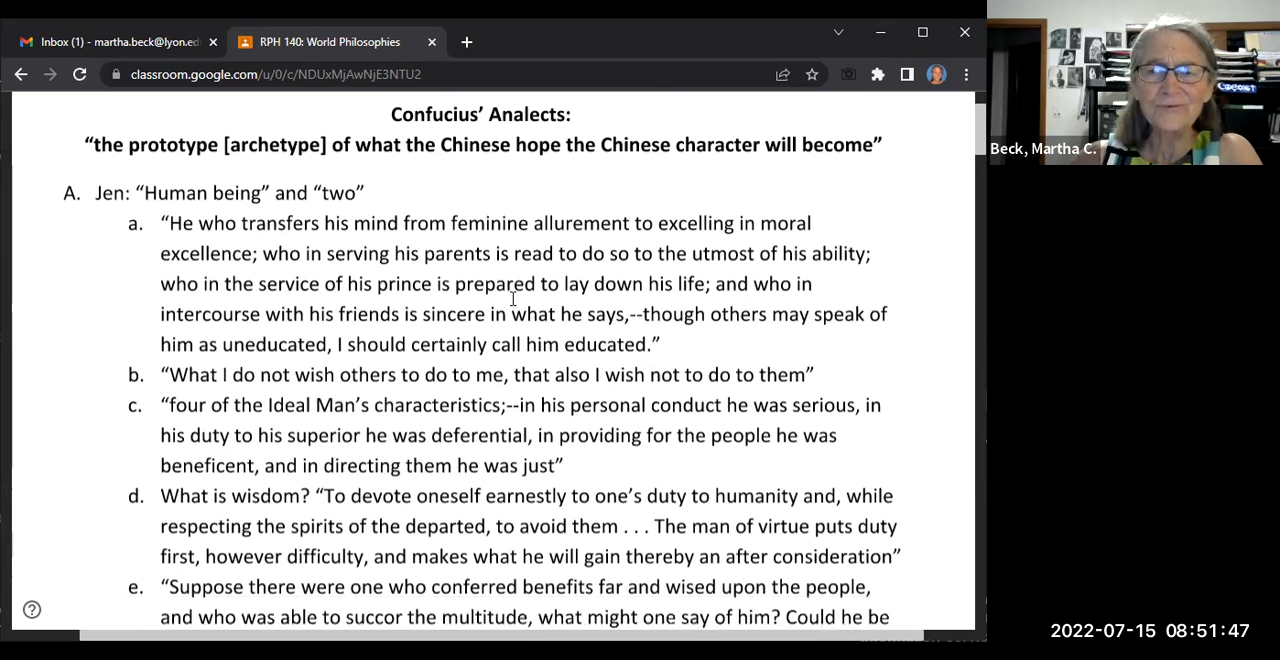 Inbox (1) - martha.beck@lyon.ed
RPH 140: World Philosophies
classroom.google.com/u/0/c/NDUxMjAwNjE3NTU2
Confucius’ Analects:
“the prototype [archetype] of what the Chinese hope the Chinese character will become”
A. Jen: “Human being” and “two”
a. “He who transfers his mind from feminine allurement to excelling in moral
excellence; who in serving his parents is read to do so to the utmost of his ability;
who in the service of his prince is prepared to lay down his life; and who in
intercourse with his friends is sincere in what he says,--though others may speak of
him as uneducated, I should certainly call him educated.”
b. “What I do not wish others to do to me, that also I wish not to do to them”
c. “four of the Ideal Man’s characteristics;--in his personal conduct he was serious, in
his duty to his superior he was deferential, in providing for the people he was
beneficent, and in directing them he was just”
d. What is wisdom? “To devote oneself earnestly to one’s duty to humanity and, while
respecting the spirits of the departed, to avoid them . . . The man of virtue puts duty
first, however difficulty, and makes what he will gain thereby an after consideration”
e. “Suppose there were one who conferred benefits far and wised upon the people,
and who was able to succor the multitude, what might one say of him? Could he be
Beck, Martha C.
2022-07-15 08:51:47